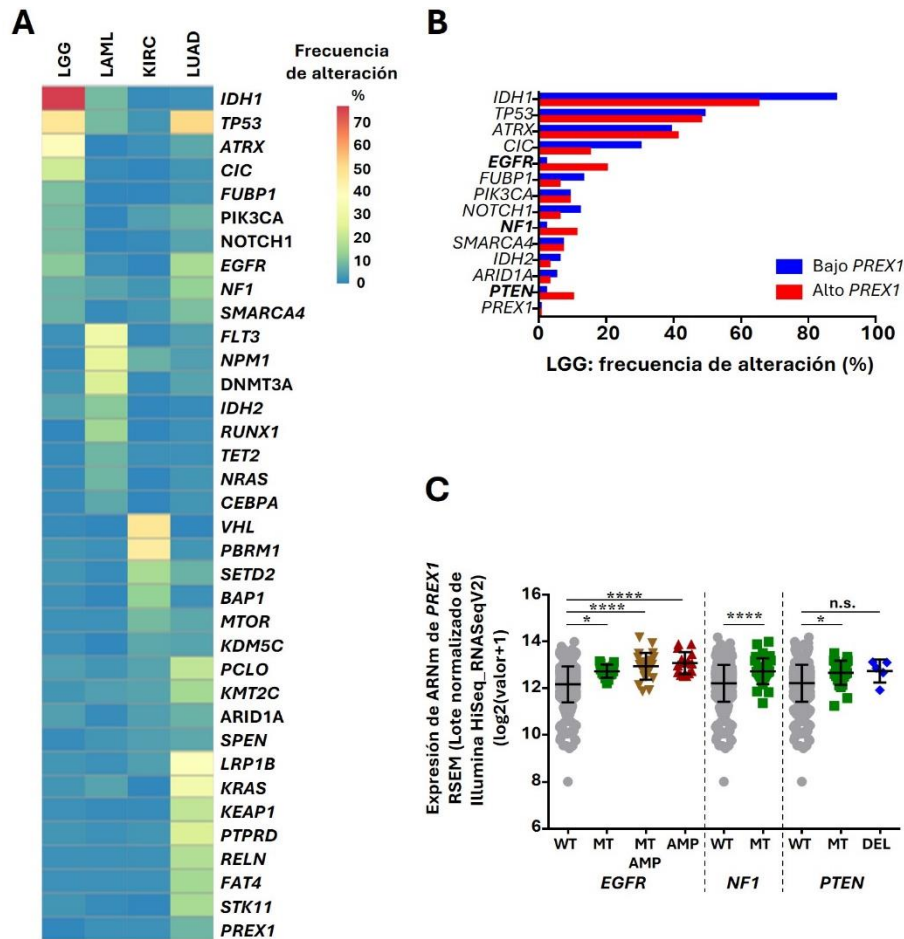 A
LGG LAML KIRC LUAD
Frecuencia
de alteración
%
70
60
50
40
30
20
10
0
IDH1
TP53
ATRX
CIC
FUBP1
PIK3CA
NOTCH1
EGFR
NF1
SMARCA4
FLT3
NPM1
DNMT3A
IDH2
RUNX1
TET2
NRAS
CEBPA
VHL
PBRM1
SETD2
BAP1
MTOR
KDM5C
PCLO
KMT2C
ARID1A
SPEN
LRP1B
KRAS
KEAP1
PTPRD
RELN
FAT4
STK11
PREX1
B
IDH1
TP53
ATRX
CIC
EGFR
FUBP1
PIK3CA
NOTCH1
NF1
SMARCA4
IDH2
ARID1A
PTEN
PREX1
Bajo PREX1
Alto PREX1
0 20 40 60 80 100
LGG: frecuencia de alteración (%)
C
Expresión de ARNm de PREX1
RSEM (Lote normalizado de
Illumina HiSeq_RNASeqV2)
(log2(valor+1)
16
14
12
10
8
6
****
****
*
****
n.s.
*
WT MT MT AMP WT MT WT MT DEL
AMP
EGFR NF1 PTEN